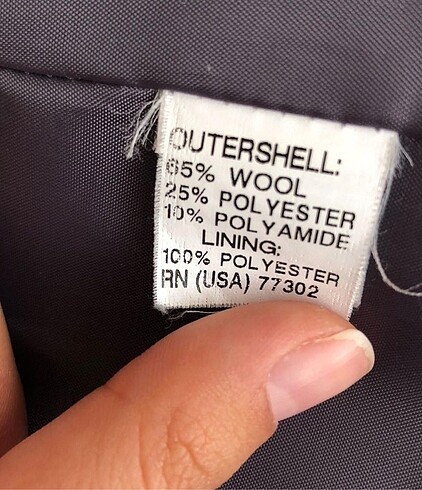 OUTERSHELL:
65% WOOL
25% POLYESTER
10% POLYAMIDE
LINING:
100% POLYESTER
RN (USA) 77302